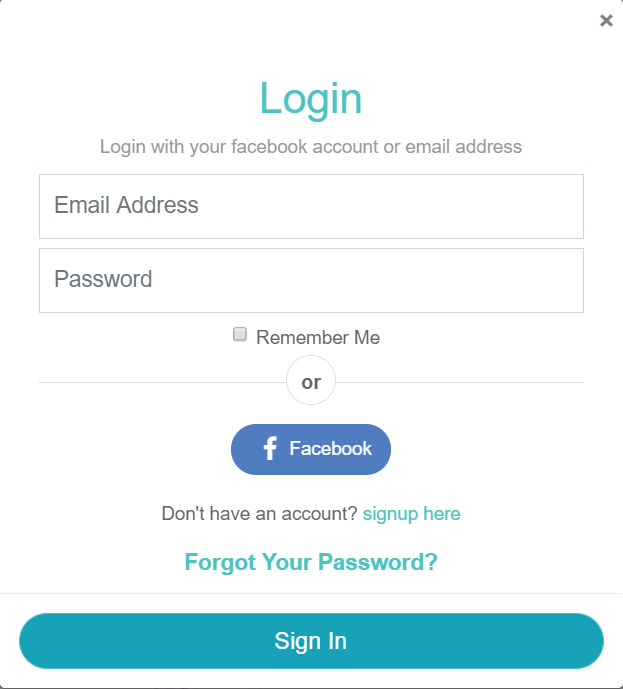 ×
Login
Login with your facebook account or email address
Email Address
Password
Remember Me
or
Facebook
Don't have an account? signup here
Forgot Your Password?
Sign In